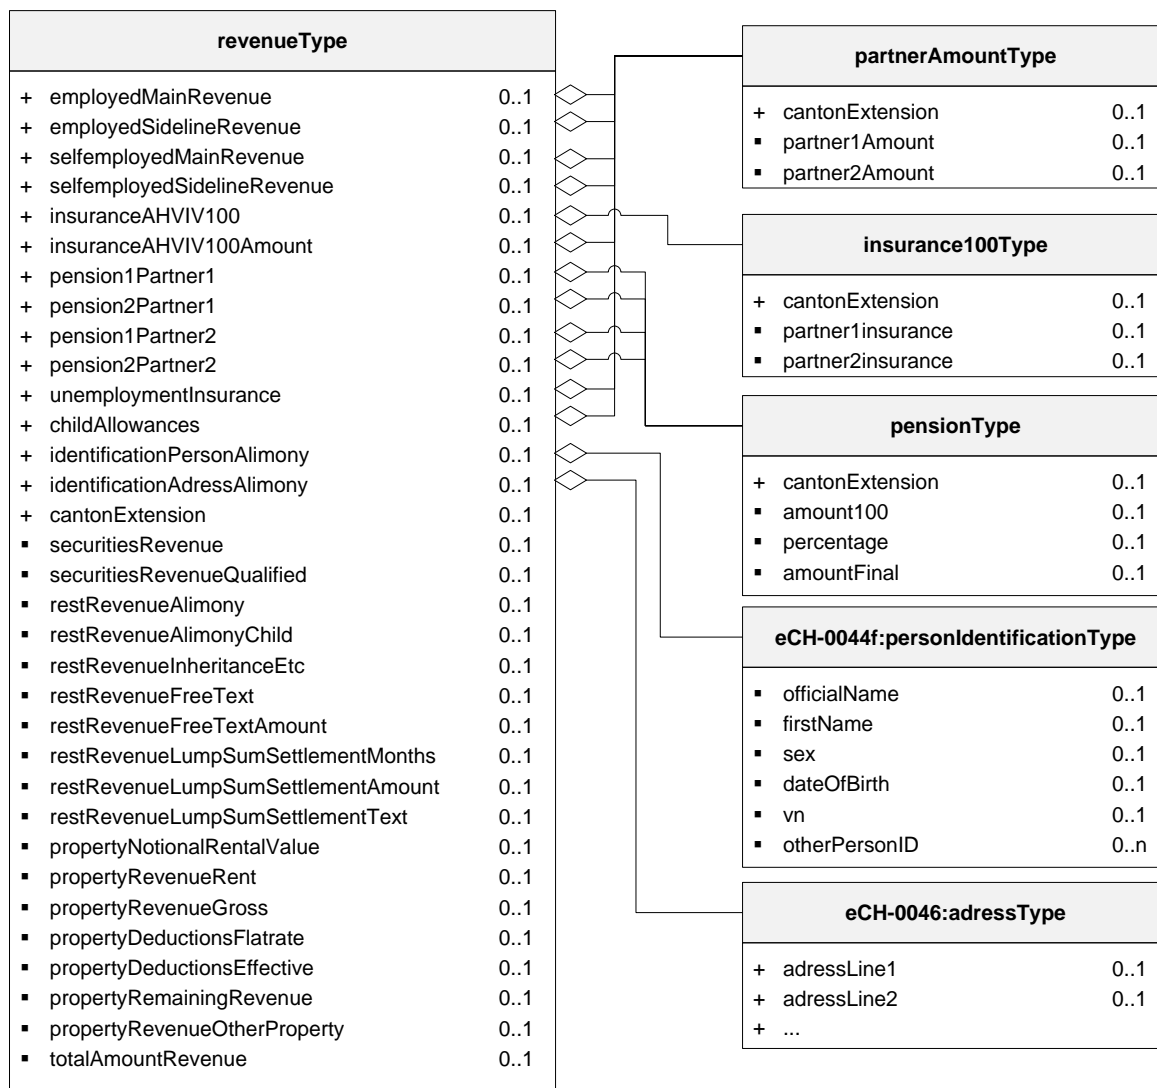 revenueType
+ employedMainRevenue 0..1
+ employedSidelineRevenue 0..1
+ selfemployedMainRevenue 0..1
+ selfemployedSidelineRevenue 0..1
+ insuranceAHVIV100 0..1
+ insuranceAHVIV100Amount 0..1
+ pension1Partner1 0..1
+ pension2Partner1 0..1
+ pension1Partner2 0..1
+ pension2Partner2 0..1
+ unemploymentInsurance 0..1
+ childAllowances 0..1
+ identificationPersonAlimony 0..1
+ identificationAdressAlimony 0..1
+ cantonExtension 0..1
▪ securitiesRevenue 0..1
▪ securitiesRevenueQualified 0..1
▪ restRevenueAlimony 0..1
▪ restRevenueAlimonyChild 0..1
▪ restRevenueInheritanceEtc 0..1
▪ restRevenueFreeText 0..1
▪ restRevenueFreeTextAmount 0..1
▪ restRevenueLumpSumSettlementMonths 0..1
▪ restRevenueLumpSumSettlementAmount 0..1
▪ restRevenueLumpSumSettlementText 0..1
▪ propertyNotionalRentalValue 0..1
▪ propertyRevenueRent 0..1
▪ propertyRevenueGross 0..1
▪ propertyDeductionsFlatrate 0..1
▪ propertyDeductionsEffective 0..1
▪ propertyRemainingRevenue 0..1
▪ propertyRevenueOtherProperty 0..1
▪ totalAmountRevenue 0..1
partnerAmountType
+ cantonExtension 0..1
▪ partner1Amount 0..1
▪ partner2Amount 0..1
insurance100Type
+ cantonExtension 0..1
▪ partner1insurance 0..1
▪ partner2insurance 0..1
pensionType
+ cantonExtension 0..1
▪ amount100 0..1
▪ percentage 0..1
▪ amountFinal 0..1
eCH-0044f:personIdentificationType
▪ officialName 0..1
▪ firstName 0..1
▪ sex 0..1
▪ dateOfBirth 0..1
▪ vn 0..1
▪ otherPersonID 0..n
eCH-0046:adressType
+ adressLine1 0..1
+ adressLine2 0..1
+ ...